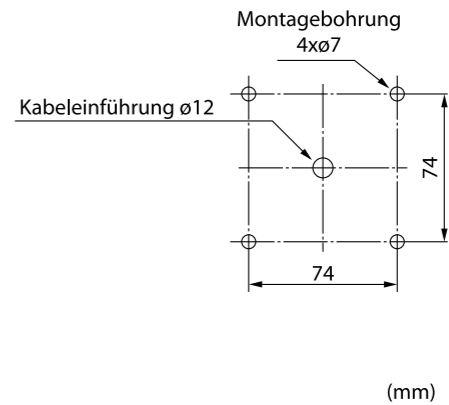 Montagebohrung
4xø7
Kabeleinführung ø12
74
74
(mm)